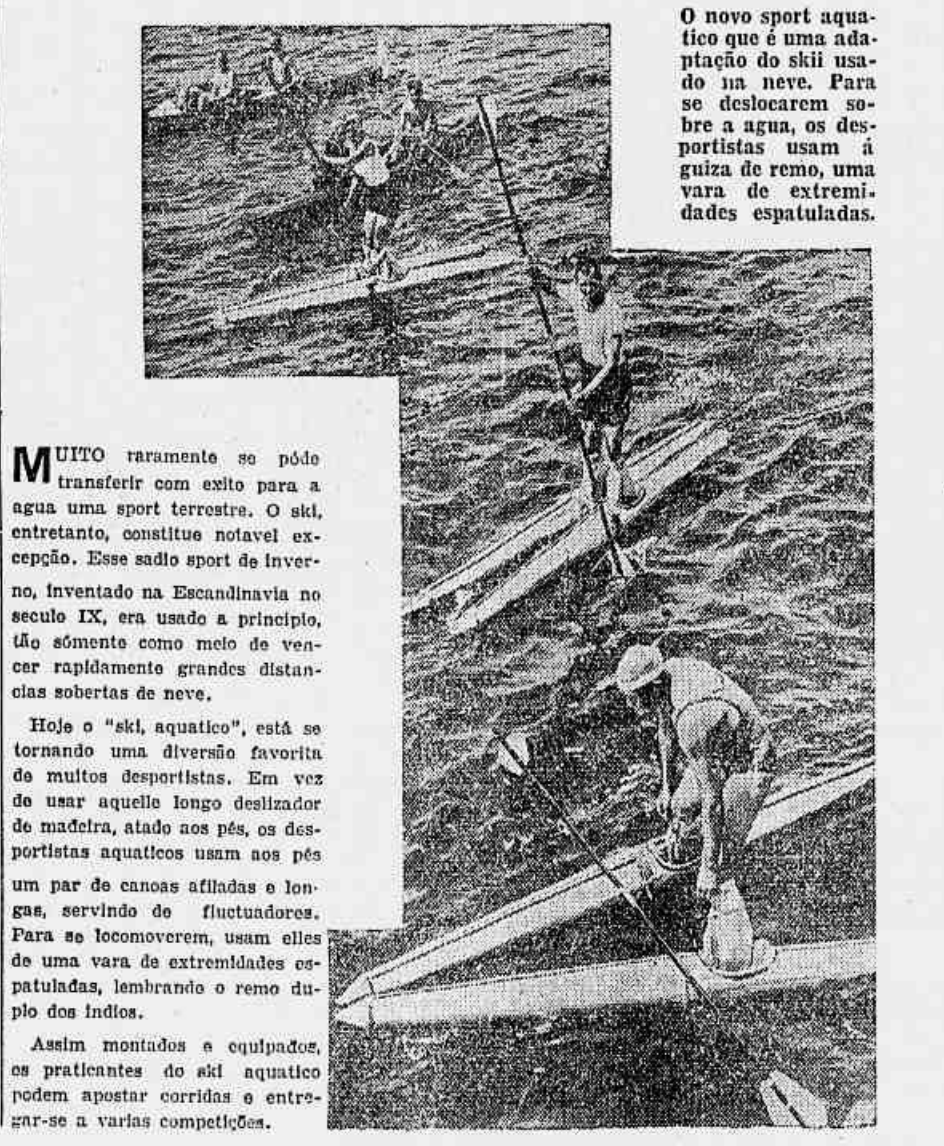 O novo sport aqua-
tico que é uma ada-
ptação do skii usa-
do na neve. Para
se deslocarem so-
bre a agua, os des-
portistas usam á
guiza de remo, uma
vara de extremi-
dades espatuladas.
MUITO raramente se póde
transferir com exito para a
agua uma sport terrestre. O ski,
entretanto, constitue notavel ex-
cepção. Esse sadio sport de inver-
no, inventado na Escandinavia no
seculo IX, era usado a principio,
tão sómente como meio de ven-
cer rapidamente grandes distan-
cias sobertas de neve.
Hoje o "ski, aquatico", está se
tornando uma diversão favorita
de muitos desportistas. Em vez
de usar aquelle longo deslizador
de madeira, atado aos pés, os des-
portistas aquaticos usam aos pés
um par de canoas afiladas e lon-
gas, servindo de fluctuadores.
Para se locomoverem, usam elles
de uma vara de extremidades es-
patuladas, lembrando o remo du-
plo dos indios.
Assim montados e equipados,
os praticantes do ski aquatico
podem apostar corridas e entre-
gar-se a varias competições.